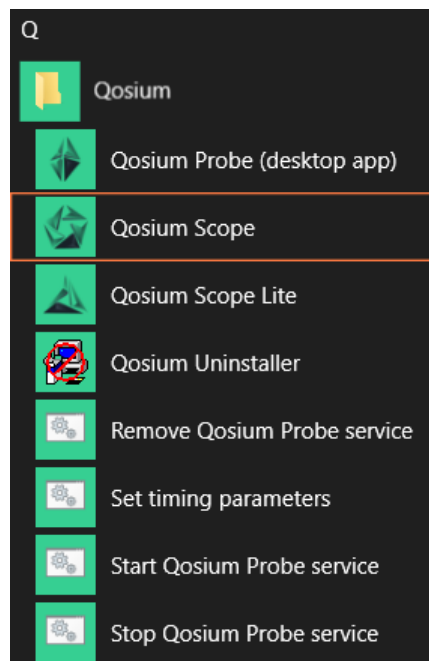 Q
Qosium
Qosium Probe (desktop app)
Qosium Scope
Qosium Scope Lite
Qosium Uninstaller
Remove Qosium Probe service
Set timing parameters
Start Qosium Probe service
Stop Qosium Probe service